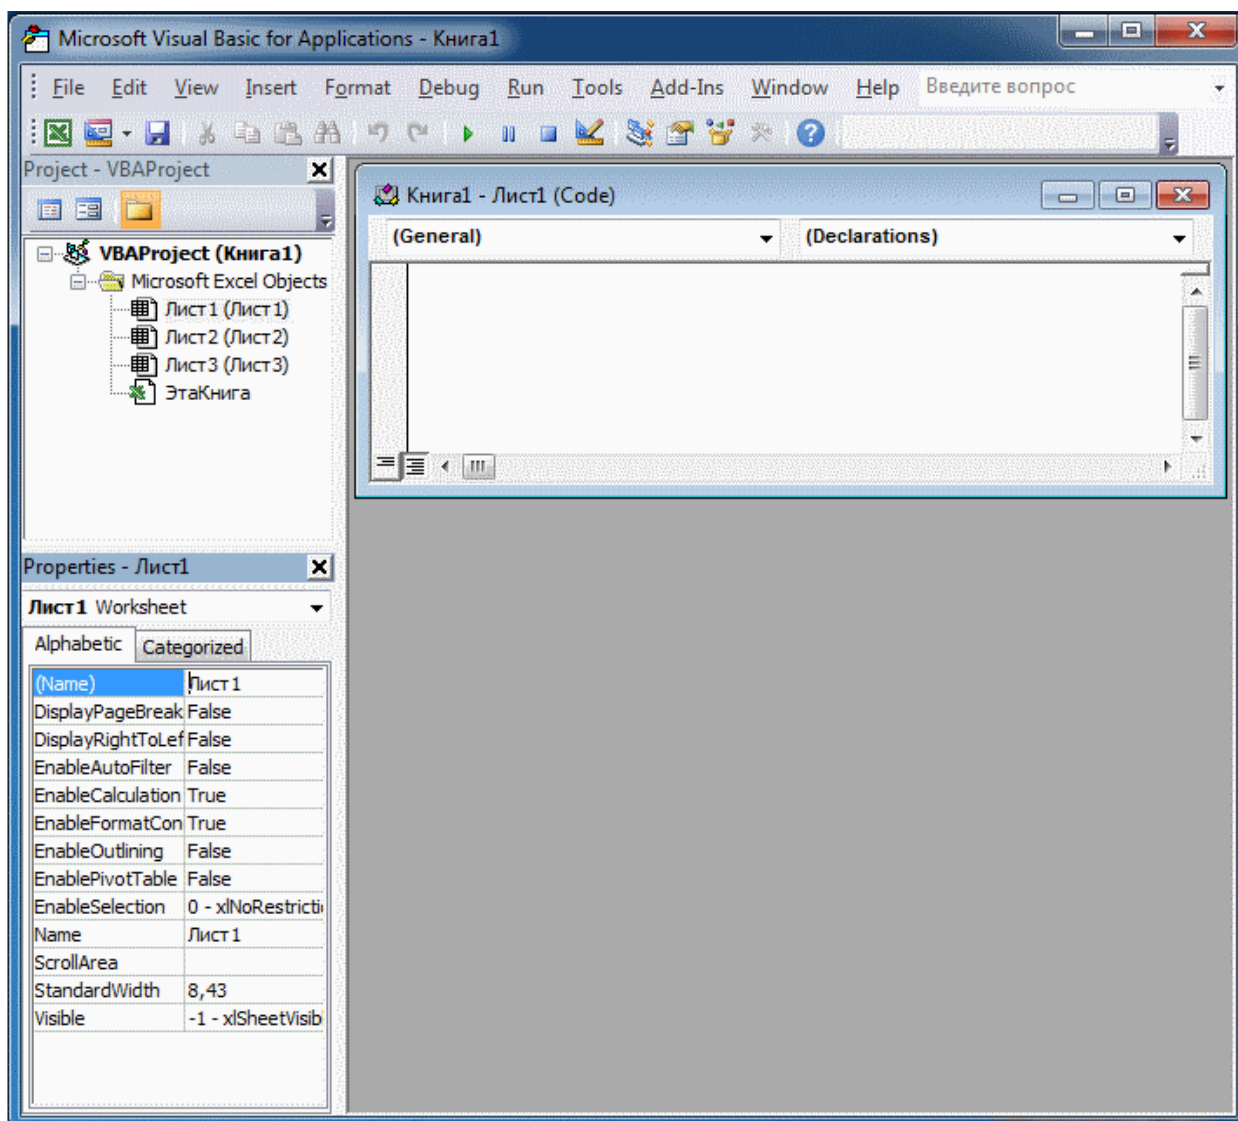 Microsoft Visual Basic for Applications - Книга1
File Edit View Insert Format Debug Run Tools Add-Ins Window Help Введите вопрос
Project - VBAProject
VBAProject (Книга1)
Microsoft Excel Objects
Лист1 (Лист1)
Лист2 (Лист2)
Лист3 (Лист3)
ЭтаКнига
Книга1 - Лист1 (Code)
(General) (Declarations)
Properties - Лист1
Лист1 Worksheet
Alphabetic Categorized
(Name) Лист1
DisplayPageBreak False
DisplayRightToLef False
EnableAutoFilter False
EnableCalculation True
EnableFormatCon True
EnableOutlining False
EnablePivotTable False
EnableSelection 0 - xlNoRestricti
Name Лист1
ScrollArea
StandardWidth 8,43
Visible -1 - xlSheetVisib